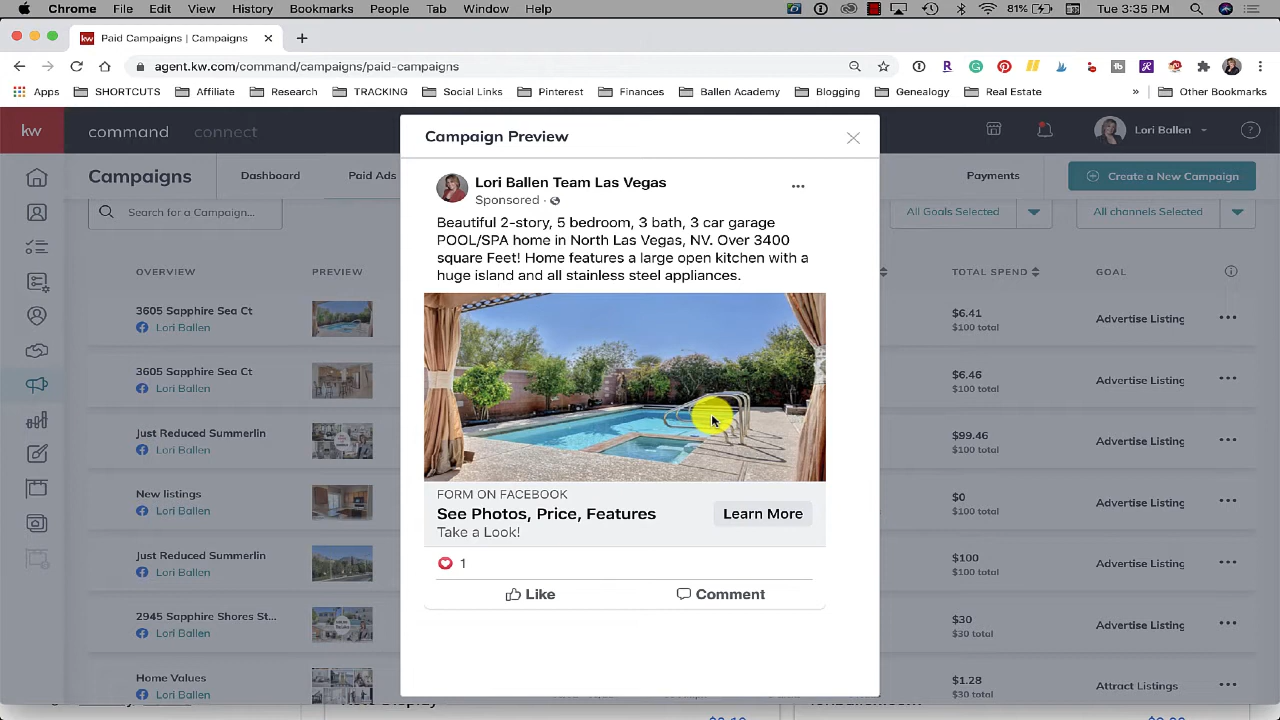 Chrome File Edit View History Bookmarks People Tab Window Help 81% Tue 3:35 PM
Paid Campaigns | Campaigns
agent.kw.com/command/campaigns/paid-campaigns
Apps SHORTCUTS Affiliate Research TRACKING Social Links Pinterest Finances Ballen Academy Blogging Genealogy Real Estate » Other Bookmarks
kw command connect Lori Ballen
Campaigns Dashboard Paid Ads Payments Create a New Campaign
Search for a Campaign... All Goals Selected All channels Selected
OVERVIEW PREVIEW TOTAL SPEND GOAL
3605 Sapphire Sea Ct
Lori Ballen
$6.41
$100 total
Advertise Listing
3605 Sapphire Sea Ct
Lori Ballen
$6.46
$100 total
Advertise Listing
Just Reduced Summerlin
Lori Ballen
$99.46
$100 total
Advertise Listing
New listings
Lori Ballen
$0
$100 total
Advertise Listing
Just Reduced Summerlin
Lori Ballen
$100
$100 total
Advertise Listing
2945 Sapphire Shores St...
Lori Ballen
$30
$30 total
Advertise Listing
Home Values
Lori Ballen
$1.28
$30 total
Attract Listings
Campaign Preview
Lori Ballen Team Las Vegas
Sponsored ·
Beautiful 2-story, 5 bedroom, 3 bath, 3 car garage
POOL/SPA home in North Las Vegas, NV. Over 3400
square Feet! Home features a large open kitchen with a
huge island and all stainless steel appliances.
FORM ON FACEBOOK
See Photos, Price, Features
Take a Look!
Learn More
1
Like Comment